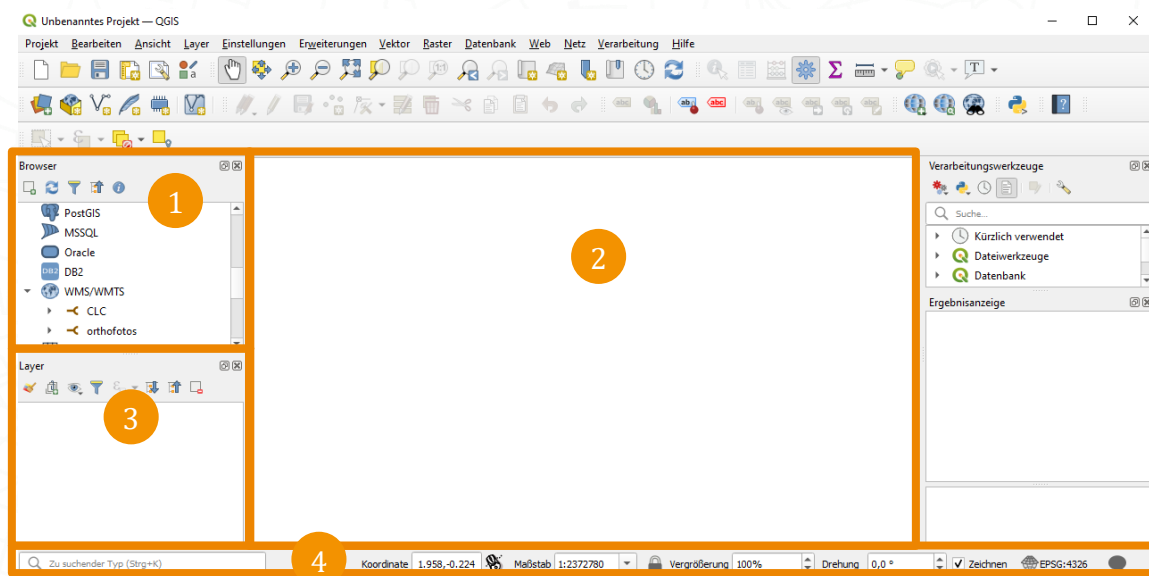 Unbenanntes Projekt — QGIS
Projekt Bearbeiten Ansicht Layer Einstellungen Erweiterungen Vektor Raster Datenbank Web Netz Verarbeitung Hilfe
Browser
1
PostGIS
MSSQL
Oracle
DB2 DB2
WMS/WMTS
CLC
orthofotos
2
Verarbeitungswerkzeuge
Suche...
Kürzlich verwendet
Dateiwerkzeuge
Datenbank
Ergebnisanzeige
Layer
3
4
Zu suchender Typ (Strg+K) Koordinate 1.958,-0.224 Maßstab 1:2372780 Vergrößerung 100% Drehung 0,0 ° Zeichnen EPSG:4326